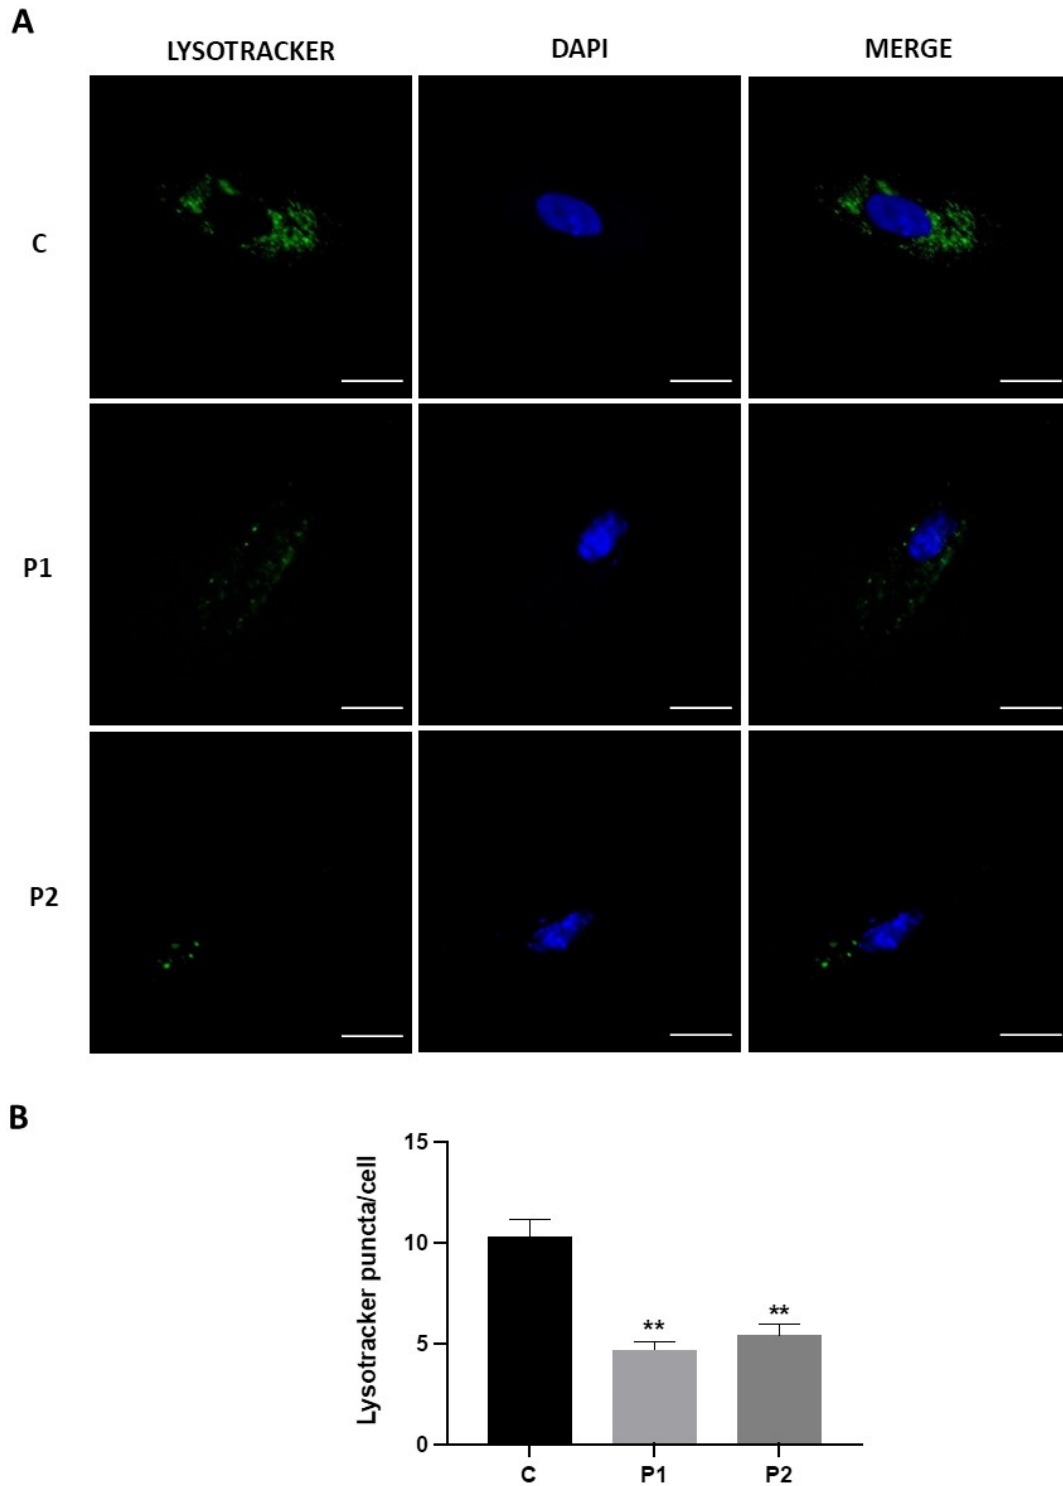 A
LYSOTRACKER DAPI MERGE
C
P1
P2
B
Lysotracker puncta/cell
15
10
5
0
** **
C P1 P2